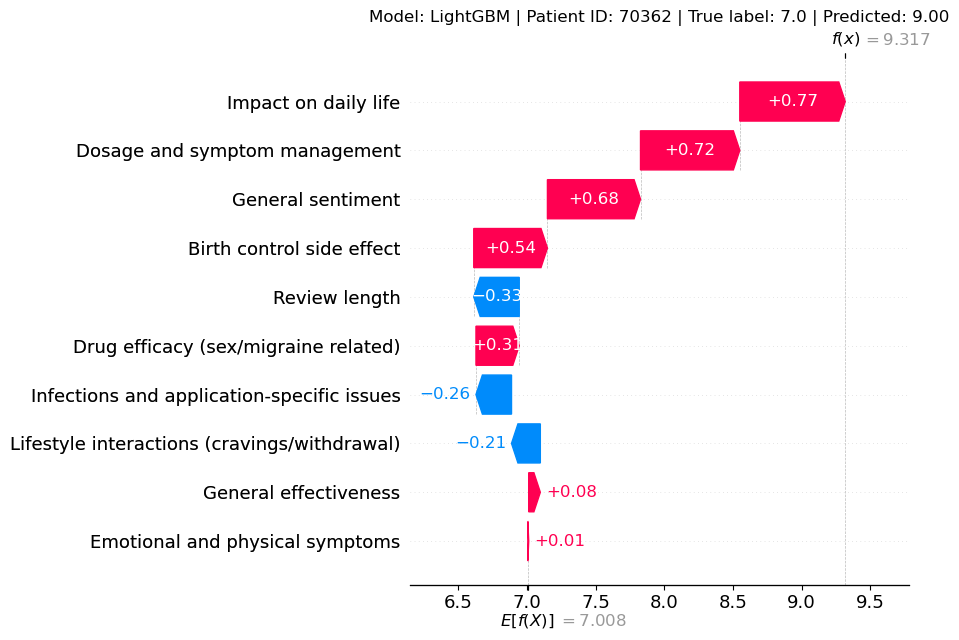 Model: LightGBM | Patient ID: 70362 | True label: 7.0 | Predicted: 9.00
f(x) = 9.317
Impact on daily life +0.77
Dosage and symptom management +0.72
General sentiment +0.68
Birth control side effect +0.54
Review length −0.33
Drug efficacy (sex/migraine related) +0.31
Infections and application-specific issues −0.26
Lifestyle interactions (cravings/withdrawal) −0.21
General effectiveness +0.08
Emotional and physical symptoms +0.01
6.5 7.0 7.5 8.0 8.5 9.0 9.5
E[f(X)] = 7.008